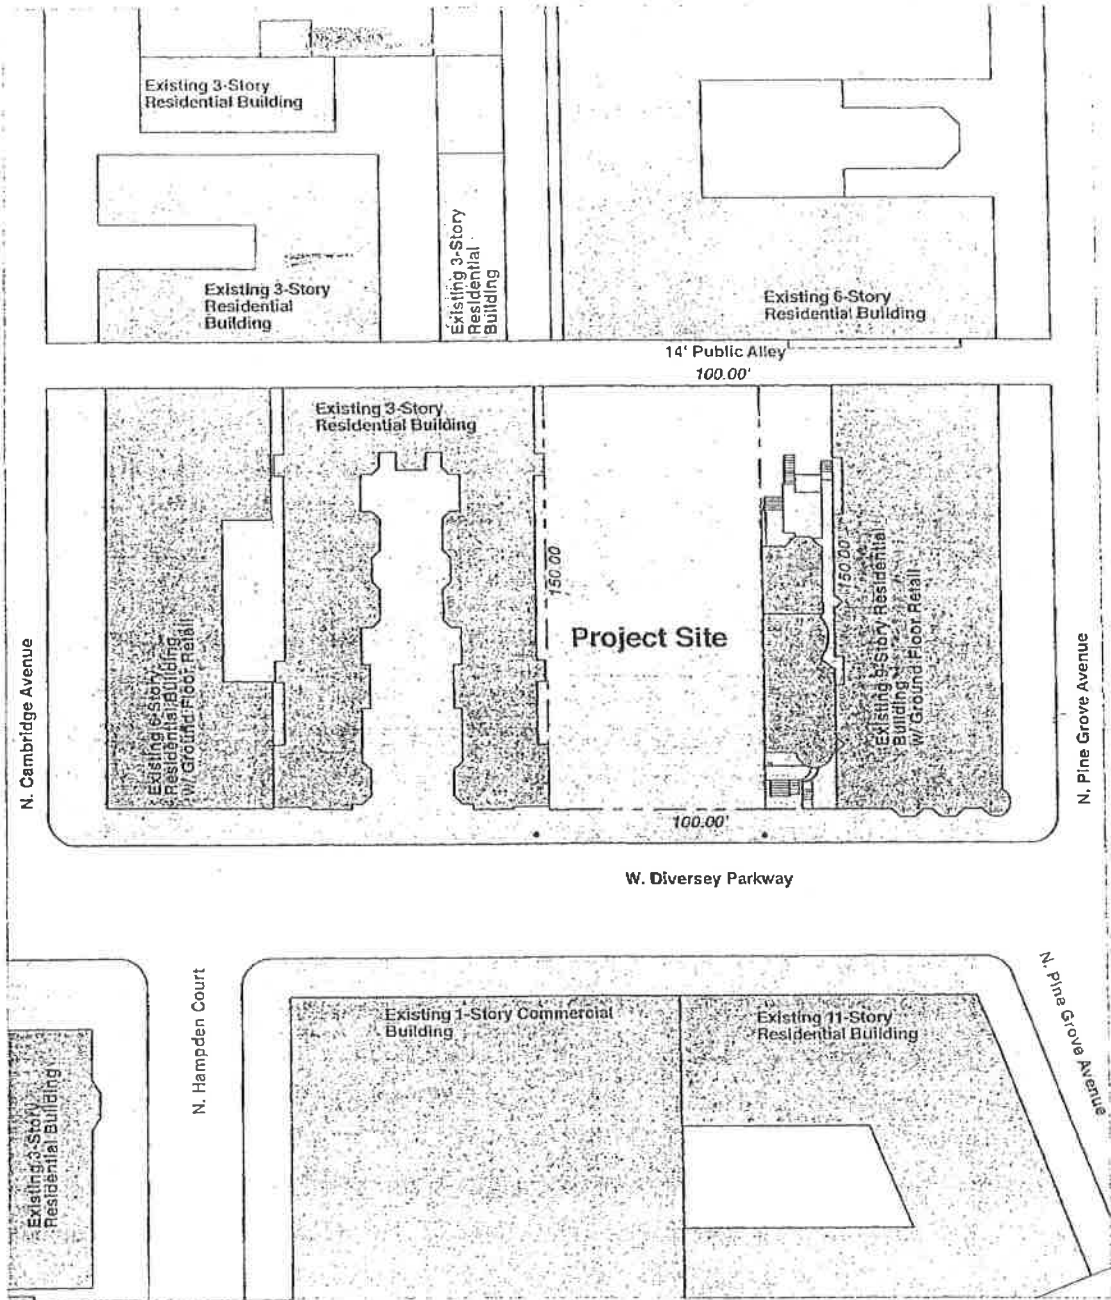 Existing 3-Story
Residential Building
Existing 3-Story
Residential
Building
Existing 3-Story
Residential
Building
Existing 6-Story
Residential Building
14' Public Alley
100.00'
Existing 3-Story
Residential Building
150.00
Project Site
150.00'
Existing 9-Story Residential
Building
w/ Ground Floor Retail
Existing 6-Story
Residential Building
w/ Ground Floor Retail
N. Cambridge Avenue
N. Pine Grove Avenue
100.00'
W. Diversey Parkway
N. Hampden Court
N. Pine Grove Avenue
Existing 1-Story Commercial
Building
Existing 11-Story
Residential Building
Existing 3-Story
Residential Building